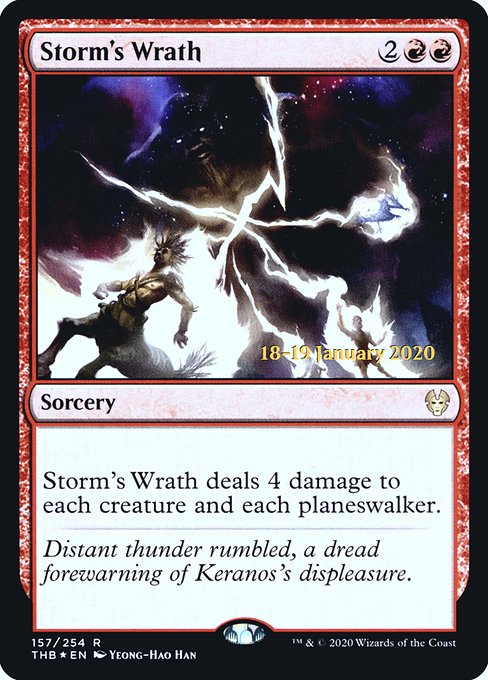 Storm's Wrath 2
18-19 January 2020
Sorcery
Storm's Wrath deals 4 damage to
each creature and each planeswalker.
Distant thunder rumbled, a dread
forewarning of Keranos's displeasure.
157/254 R
THB★EN Yeong-Hao Han
™ & © 2020 Wizards of the Coast